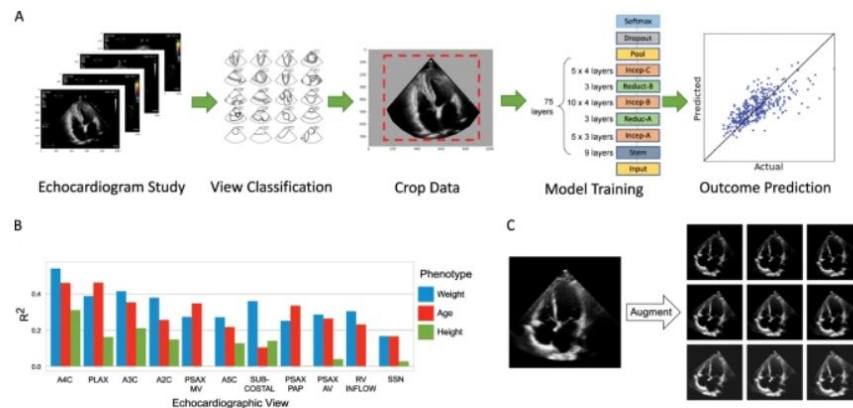 A
Echocardiogram Study
View Classification
Crop Data
75
layers
5 x 4 layers
3 layers
10 x 4 layers
3 layers
5 x 3 layers
9 layers
Softmax
Dropout
Pool
Incep-C
Reduct-B
Incep-B
Reduc-A
Incep-A
Stem
Input
Model Training
Predicted
Actual
Outcome Prediction
B
R²
0.4
0.2
0.0
A4C
PLAX
A3C
A2C
PSAX
MV
A5C
SUB-
COSTAL
PSAX
PAP
PSAX
AV
RV
INFLOW
SSN
Echocardiographic View
Phenotype
Weight
Age
Height
C
Augment